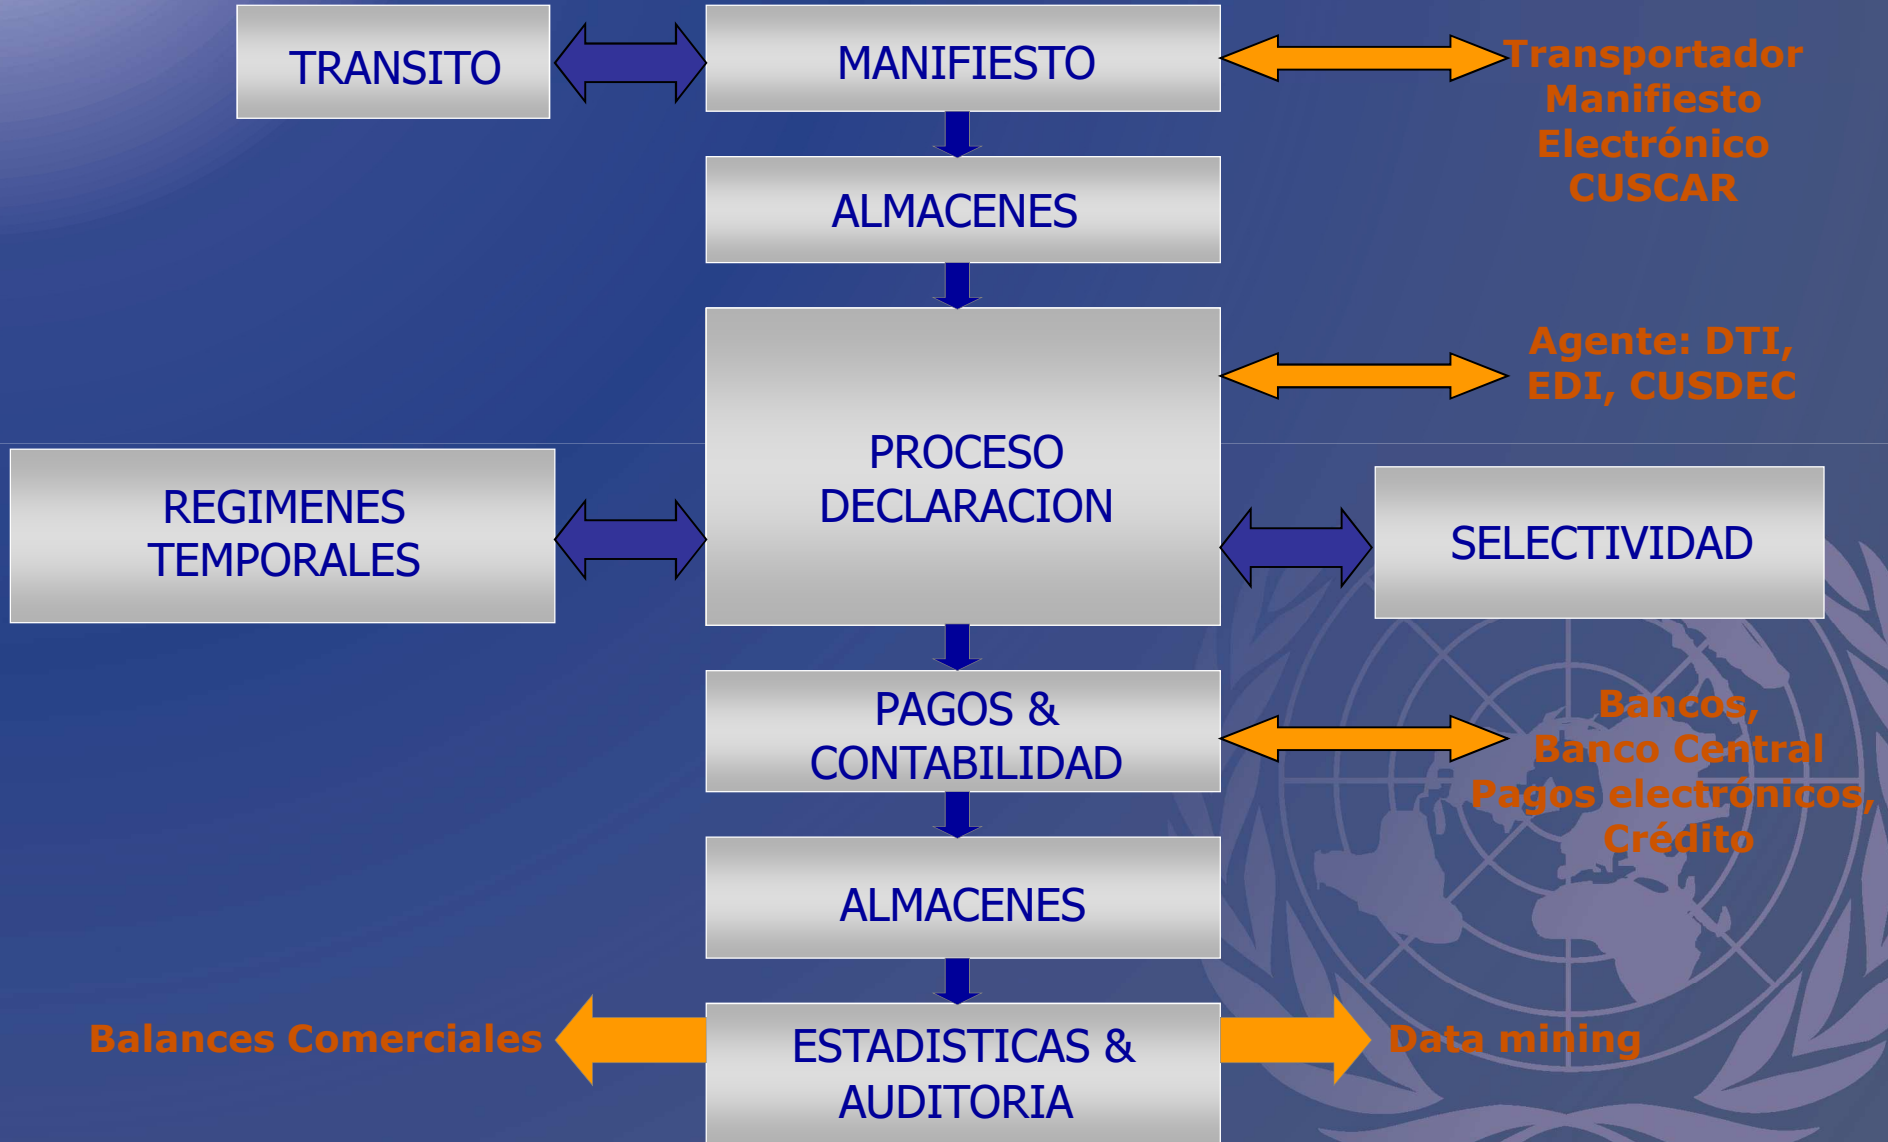 TRANSITO
MANIFIESTO
Transportador
Manifiesto
Electrónico
CUSCAR
ALMACENES
Agente: DTI,
EDI, CUSDEC
PROCESO
DECLARACION
REGIMENES
TEMPORALES
SELECTIVIDAD
PAGOS &
CONTABILIDAD
Bancos,
Banco Central
Pagos electrónicos,
Crédito
ALMACENES
Balances Comerciales
ESTADISTICAS &
AUDITORIA
Data mining